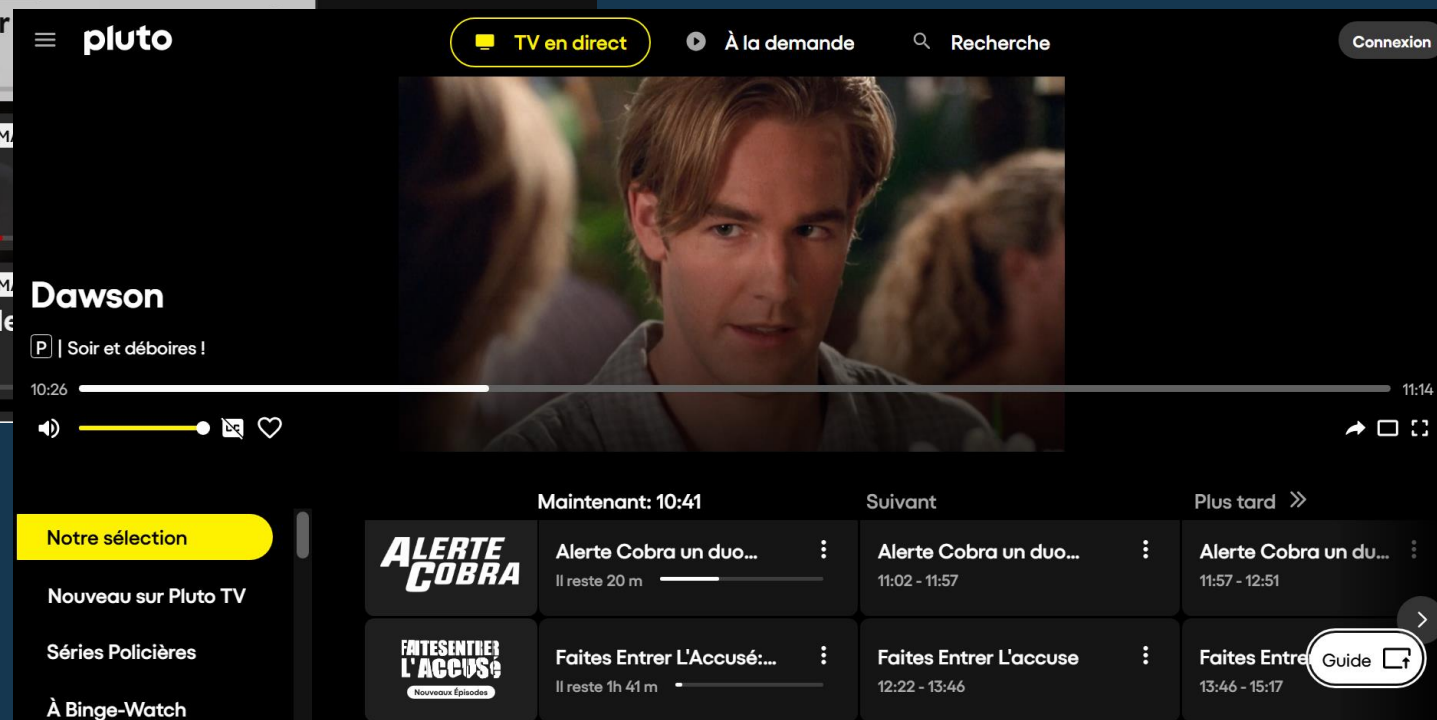 pluto
TV en direct
À la demande
Recherche
Connexion
Dawson
P | Soir et déboires !
10:26
11:14
Maintenant: 10:41
Suivant
Plus tard
Notre sélection
Nouveau sur Pluto TV
Séries Policières
À Binge-Watch
ALERTE COBRA
Alerte Cobra un duo...
Il reste 20 m
Alerte Cobra un duo...
11:02 - 11:57
Alerte Cobra un du...
11:57 - 12:51
FAITES ENTRER
L'ACCUSÉ
Nouveaux Épisodes
Faites Entrer L'Accusé:...
Il reste 1h 41 m
Faites Entrer L'accuse
12:22 - 13:46
Faites Entre
13:46 - 15:17
Guide